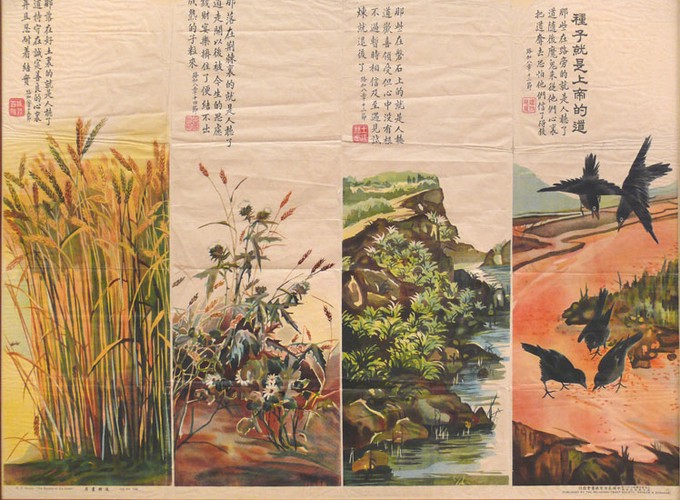 種子就是上帝的道
那些在路旁的就是人聽了
道隨後魔鬼來從他們心裏
把道奪去恐怕他們信了得救
路加八章十二節
那些在磐石上的就是人聽
道歡喜領受但心中沒有根
不過暫時相信及至遇見試
煉就退後了 路加八章十三節
那落在荆棘裏的就是人聽了
道走開以後被今生的思慮
錢財宴樂擠住了便結不出
成熟的子粒來 路加八章十四節
那落在好土裏的就是人聽了
道持守在誠實善良的心裏
並且忍耐着結實 路加八章十五節